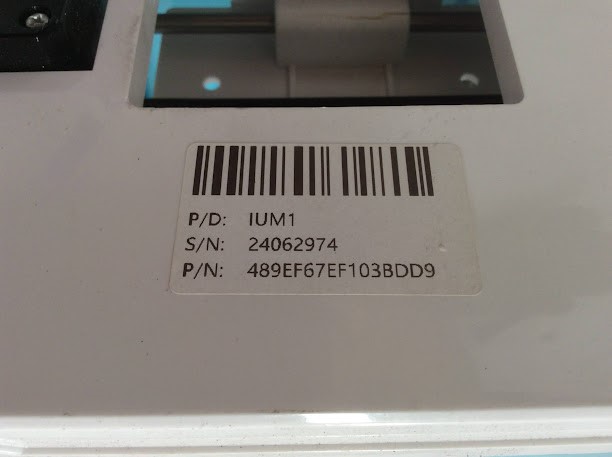 P/D: IUM1
S/N: 24062974
P/N: 489EF67EF103BDD9